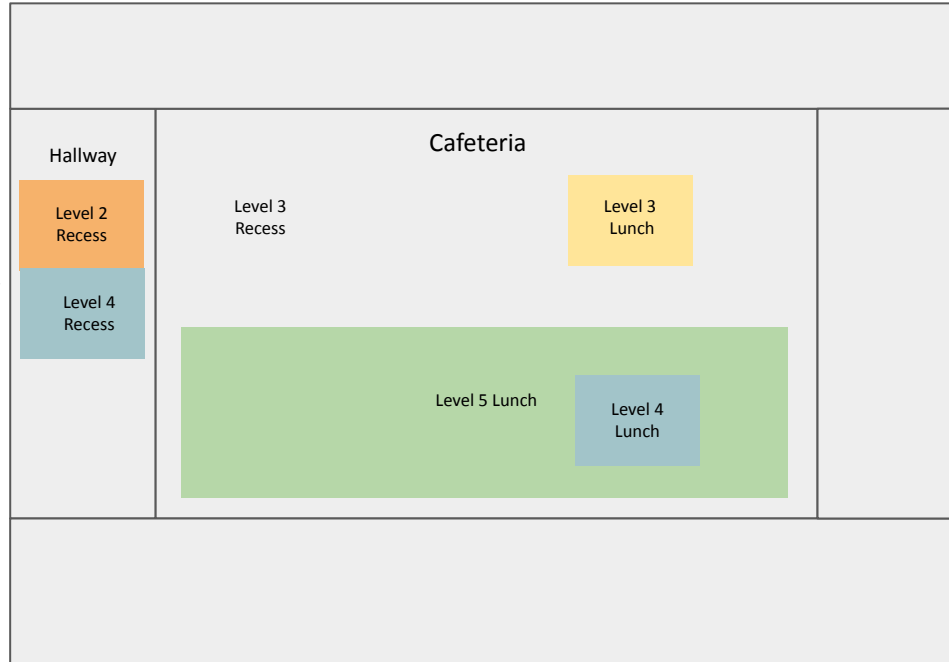 Hallway
Level 2
Recess
Level 4
Recess
Cafeteria
Level 3
Recess
Level 3
Lunch
Level 5 Lunch
Level 4
Lunch